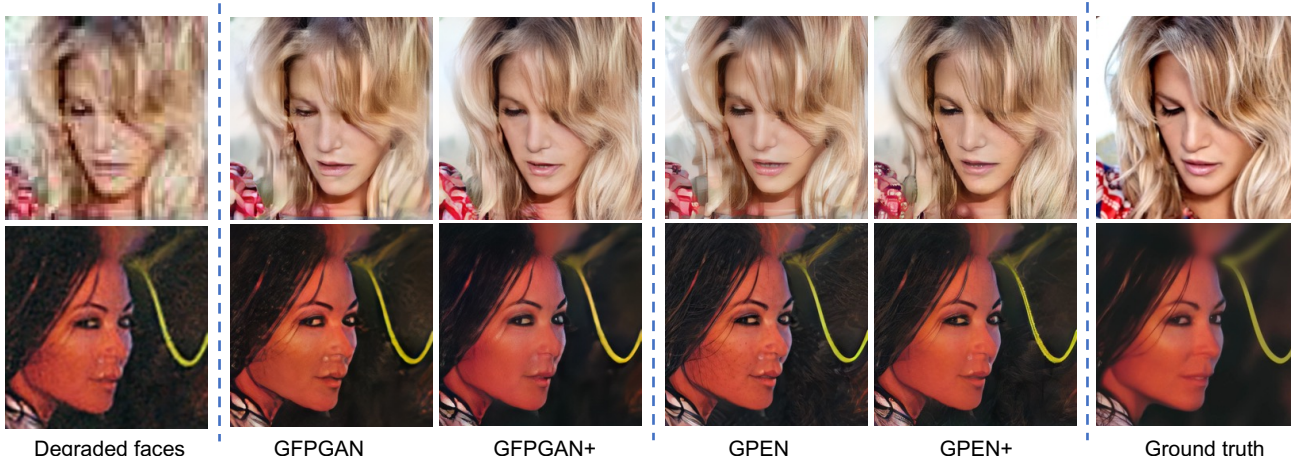 Degraded faces
GFPGAN
GFPGAN+
GPEN
GPEN+
Ground truth